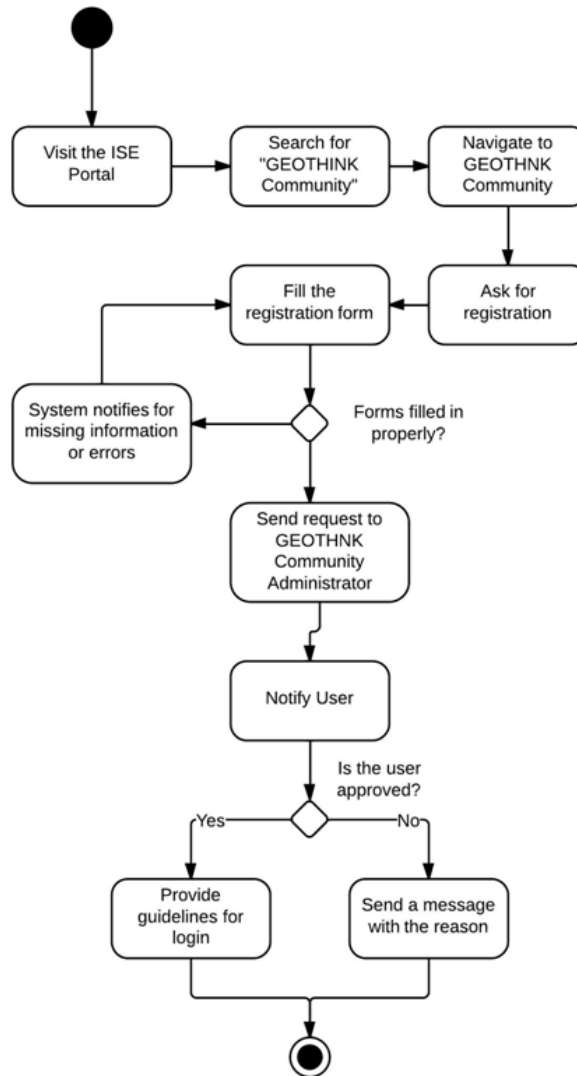 Visit the ISE
Portal
Search for
"GEOTHINK
Community"
Navigate to
GEOTHNK
Community
Ask for
registration
Fill the
registration form
System notifies for
missing information
or errors
Forms filled in
properly?
Send request to
GEOTHNK
Community
Administrator
Notify User
Is the user
approved?
Yes
No
Provide
guidelines for
login
Send a message
with the reason